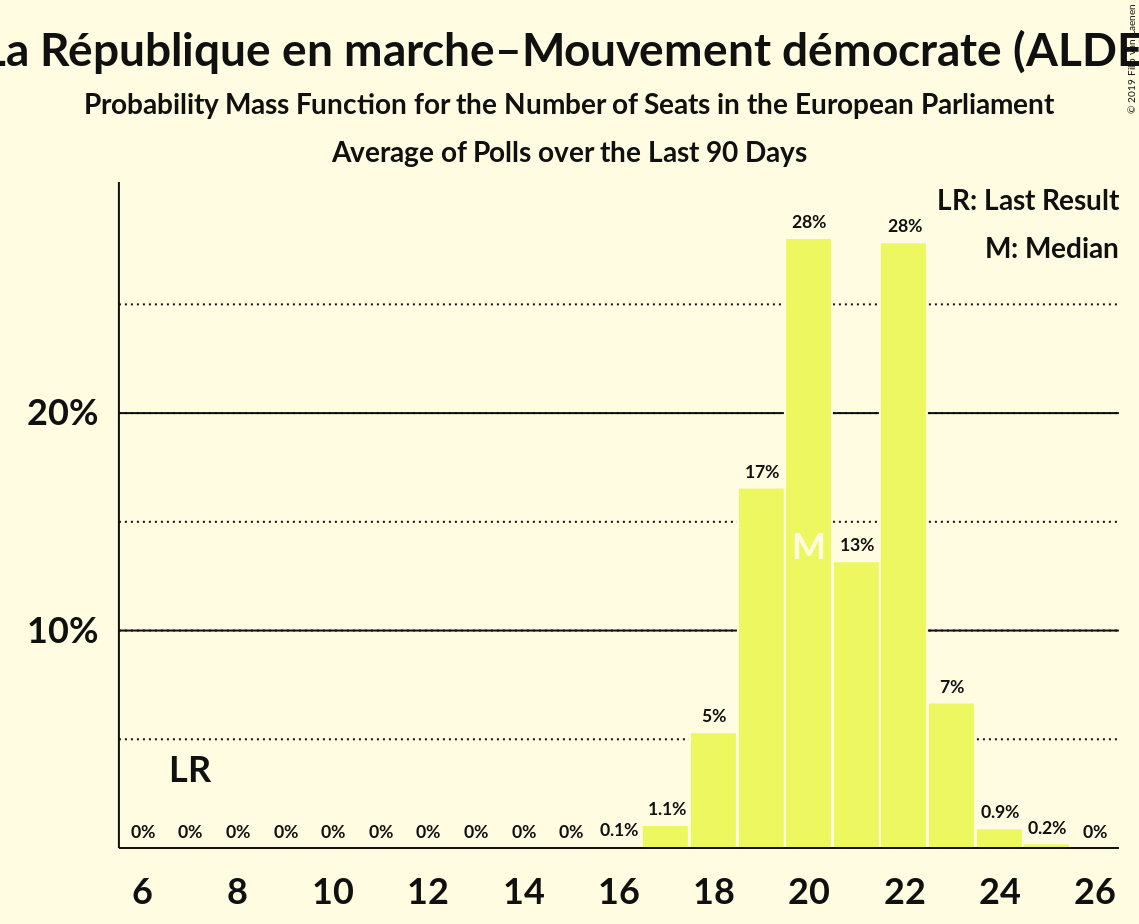 La République en marche–Mouvement démocrate (ALDE
Probability Mass Function for the Number of Seats in the European Parliament
Average of Polls over the Last 90 Days
© 2019 Filip
LR: Last Result
M: Median
28% 28%
20%
17%
M 13%
10%
7%
5%
LR
0% 0% 0% 0% 0% 0% 0% 0% 0% 0% 0.1% 1.1% 0.9% 0.2% 0%
6 8 10 12 14 16 18 20 22 24 26